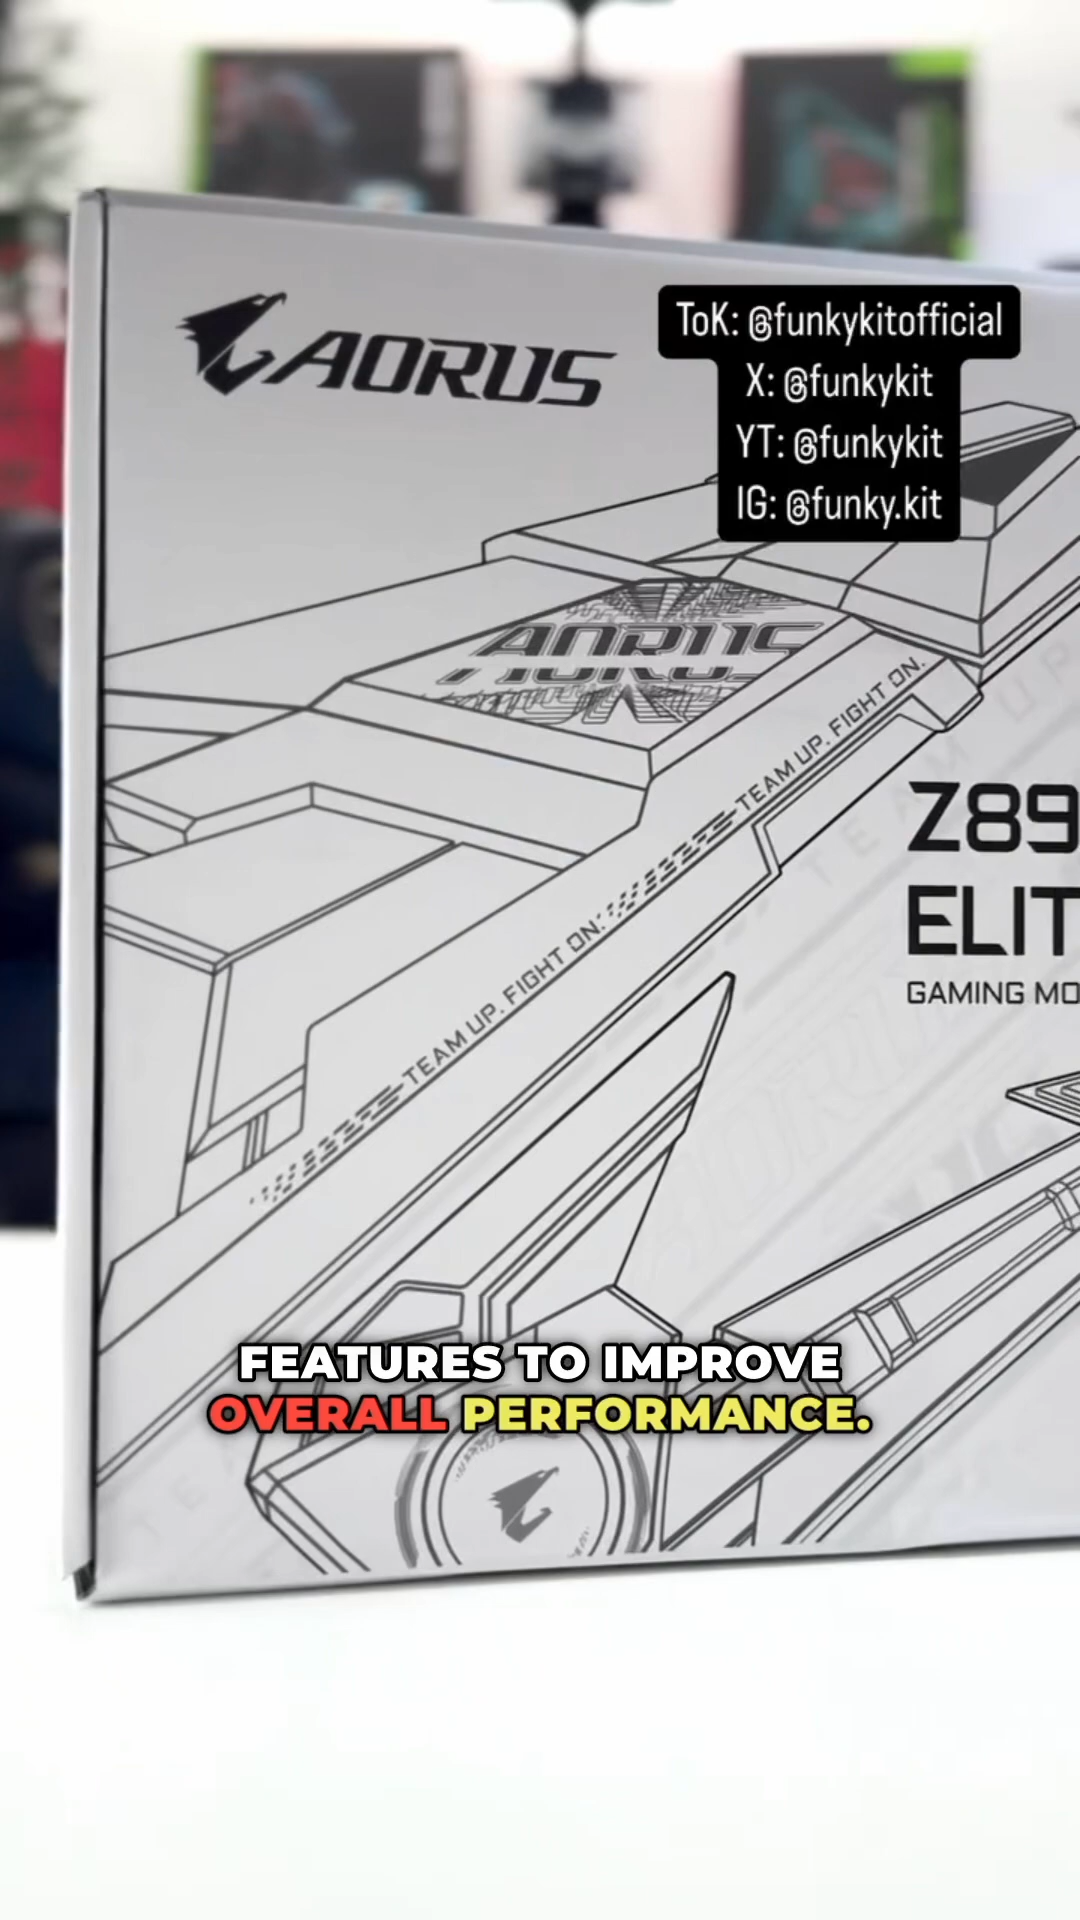 AORUS
ToK: @funkykitofficial
X: @funkykit
YT: @funkykit
IG: @funky.kit
AORUS
TEAM UP. FIGHT ON.
TEAM UP. FIGHT ON.
Z89
ELIT
GAMING MO
FEATURES TO IMPROVE
OVERALL PERFORMANCE.